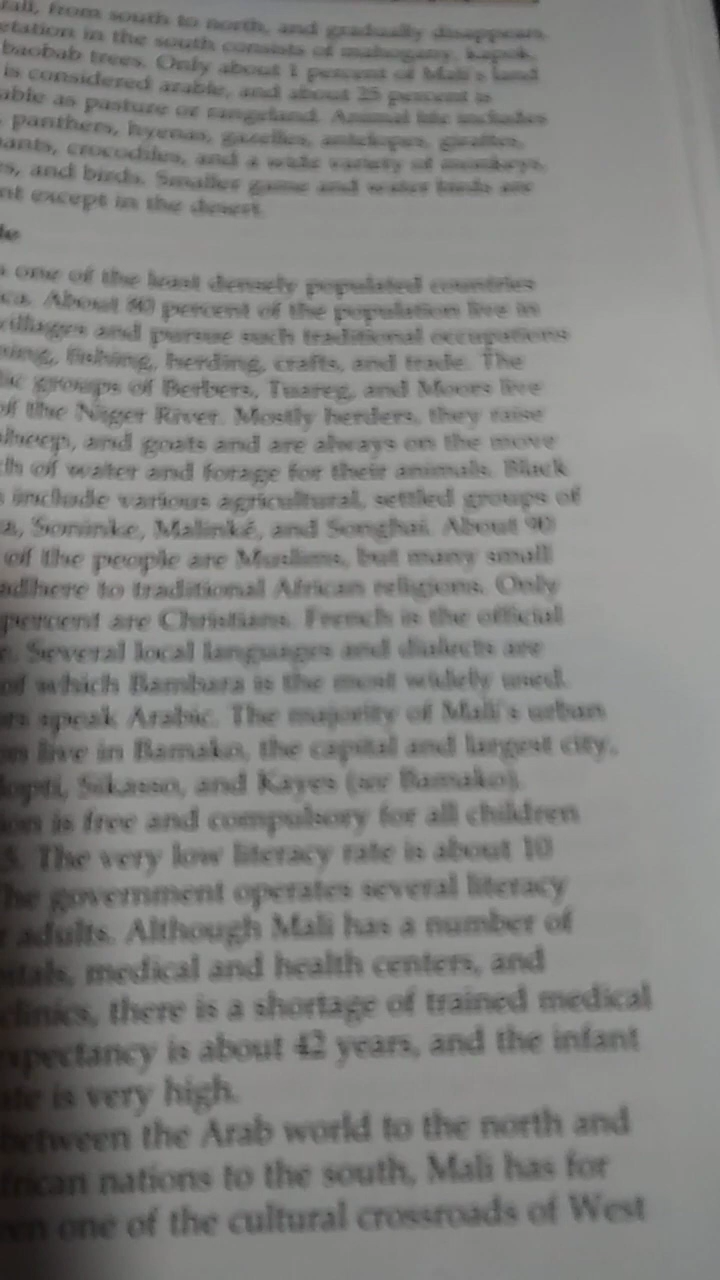 fall, from south to north, and gradually disappears.
etation in the south consists of mahogany, kapok,
baobab trees. Only about 1 percent of Mali's land
is considered arable, and about 25 percent is
able as pasture or rangeland. Animal life includes
panthers, hyenas, gazelles, antelopes, giraffes,
ants, crocodiles, and a wide variety of monkeys,
s, and birds. Smaller game and water birds are
nt except in the desert.
le
one of the least densely populated countries
ca. About 90 percent of the population live in
villages and pursue such traditional occupations
ming, fishing, herding, crafts, and trade. The
ic groups of Berbers, Tuareg, and Moors live
of the Niger River. Mostly herders, they raise
sheep, and goats and are always on the move
ch of water and forage for their animals. Black
s include various agricultural, settled groups of
a, Soninke, Malinké, and Songhai. About 90
of the people are Muslims, but many small
adhere to traditional African religions. Only
percent are Christians. French is the official
e. Several local languages and dialects are
of which Bambara is the most widely used.
rs speak Arabic. The majority of Mali's urban
on live in Bamako, the capital and largest city,
opti, Sikasso, and Kayes (see Bamako).
ion is free and compulsory for all children
5. The very low literacy rate is about 10
The government operates several literacy
r adults. Although Mali has a number of
itals, medical and health centers, and
clinics, there is a shortage of trained medical
xpectancy is about 42 years, and the infant
ate is very high.
between the Arab world to the north and
frican nations to the south, Mali has for
en one of the cultural crossroads of West